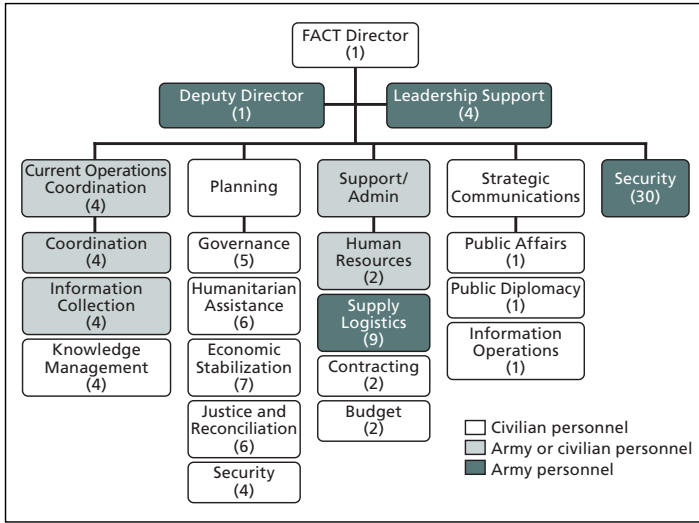 FACT Director
(1)
Deputy Director
(1)
Leadership Support
(4)
Current Operations
Coordination
(4)
Planning
Support/
Admin
Strategic
Communications
Security
(30)
Coordination
(4)
Information
Collection
(4)
Knowledge
Management
(4)
Governance
(5)
Humanitarian
Assistance
(6)
Economic
Stabilization
(7)
Justice and
Reconciliation
(6)
Security
(4)
Human
Resources
(2)
Supply
Logistics
(9)
Contracting
(2)
Budget
(2)
Public Affairs
(1)
Public Diplomacy
(1)
Information
Operations
(1)
Civilian personnel
Army or civilian personnel
Army personnel